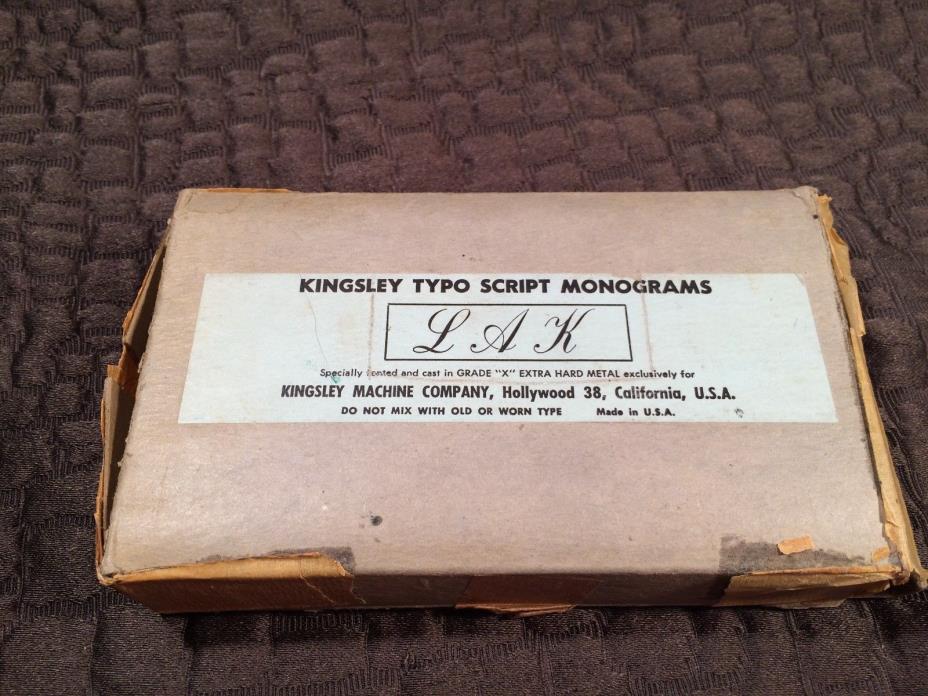 KINGSLEY TYPO SCRIPT MONOGRAMS
L A K
Specially fonted and cast in GRADE "X" EXTRA HARD METAL exclusively for
KINGSLEY MACHINE COMPANY, Hollywood 38, California, U.S.A.
DO NOT MIX WITH OLD OR WORN TYPE Made in U.S.A.